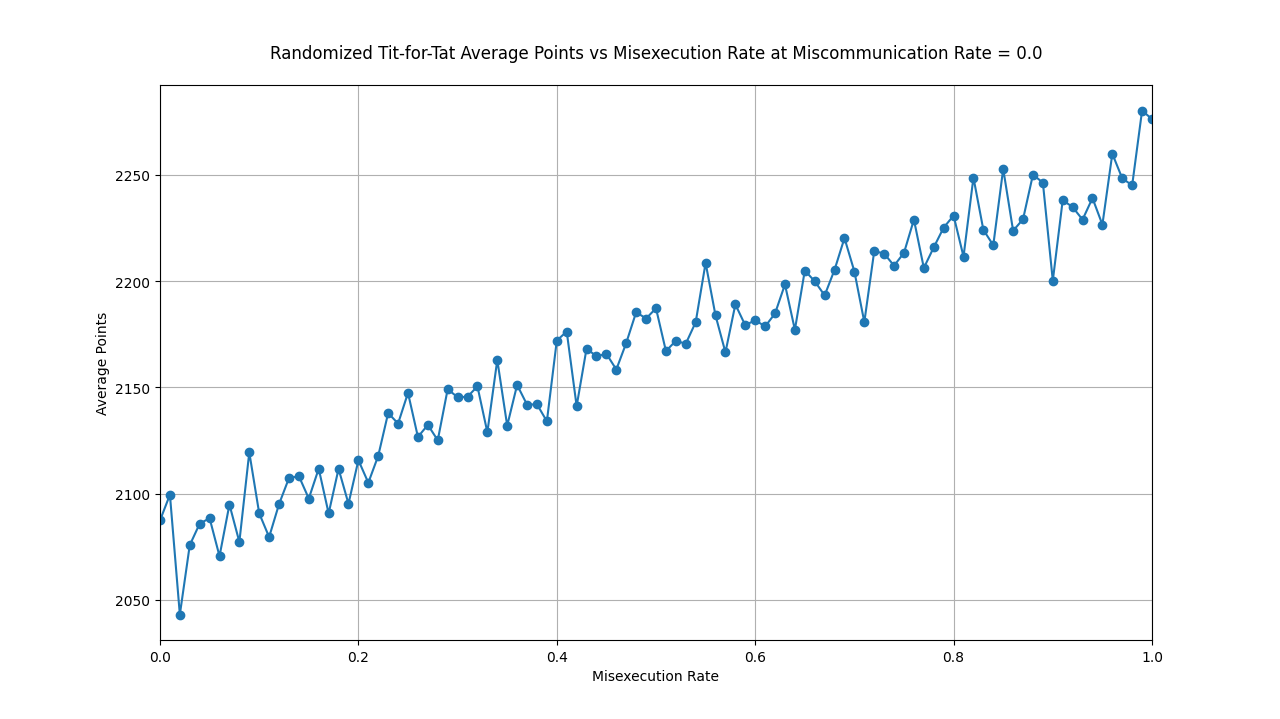 Randomized Tit-for-Tat Average Points vs Misexecution Rate at Miscommunication Rate = 0.0
2250
2200
2150
2100
2050
Average Points
0.0 0.2 0.4 0.6 0.8 1.0
Misexecution Rate